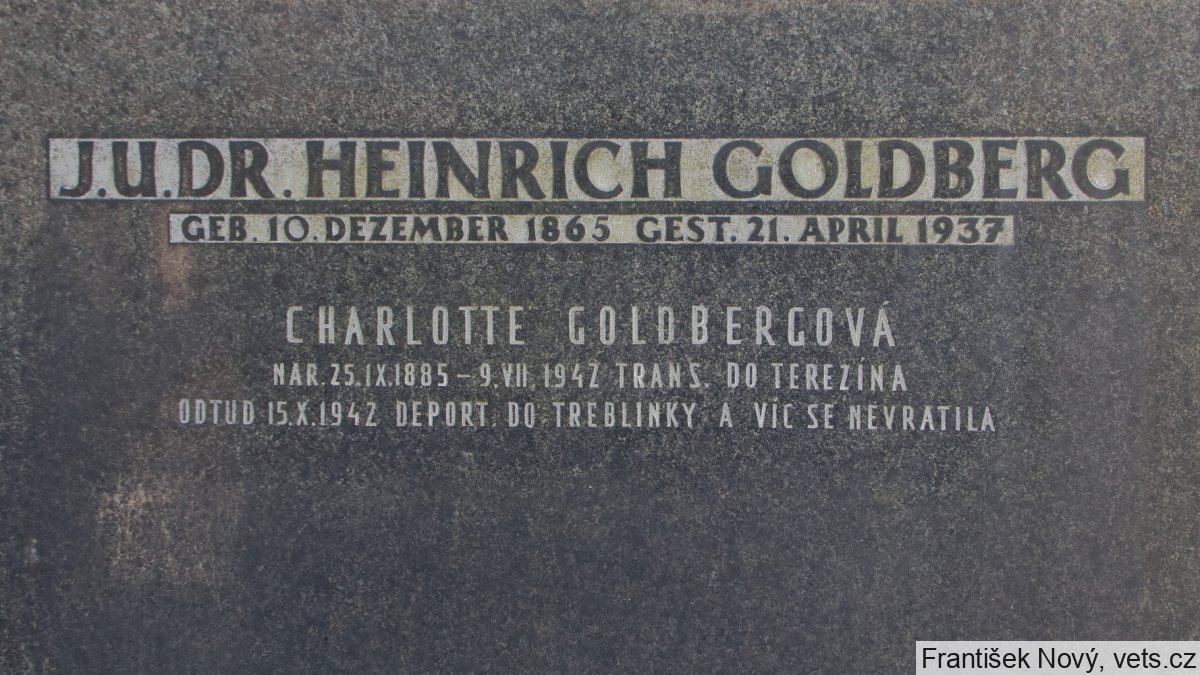 J.U.DR. HEINRICH GOLDBERG
GEB. 10. DEZEMBER 1865 GEST. 21. APRIL 1937
CHARLOTTE GOLDBERGOVÁ
NAR. 25.IX.1885 – 9.VII.1942 TRANS. DO TEREZÍNA
ODTUD 15.X.1942 DEPORT. DO TREBLINKY A VÍC SE NEVRATILA
František Nový, vets.cz